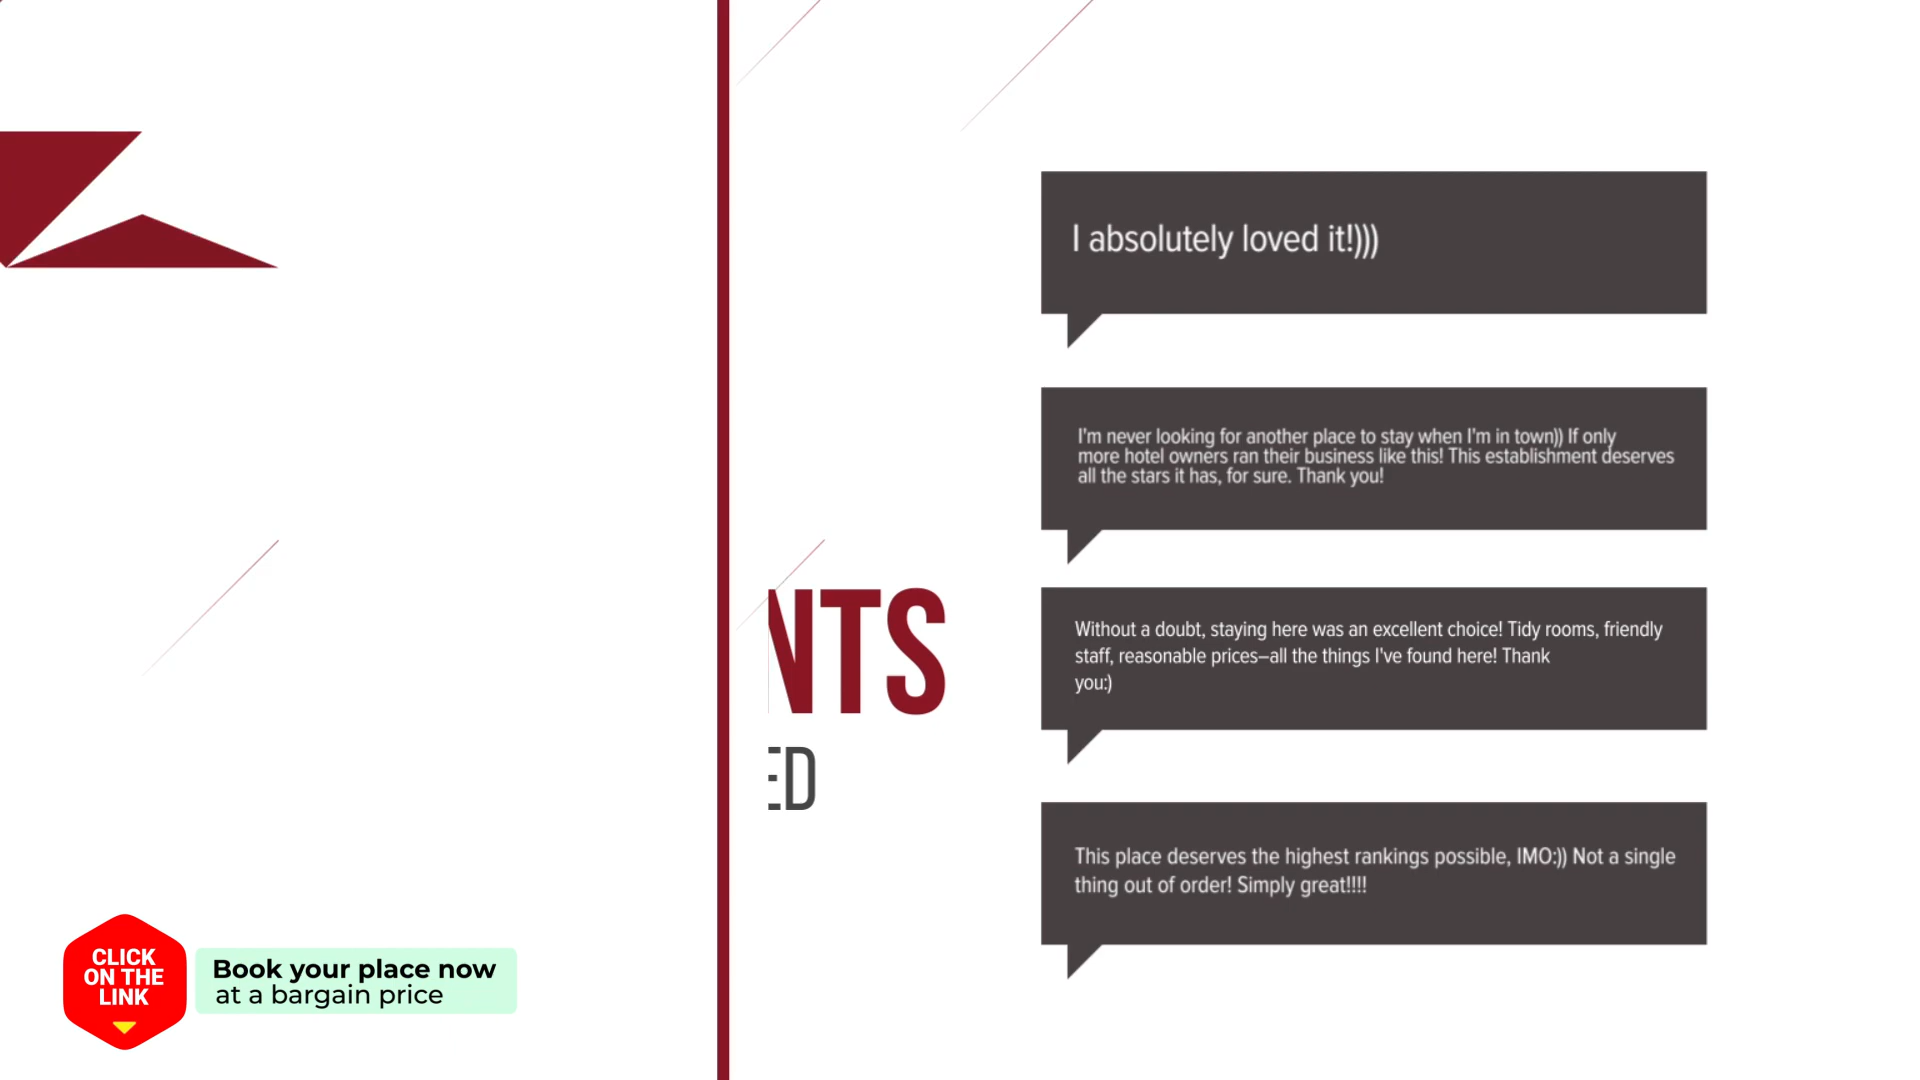 I absolutely loved it!)))
I'm never looking for another place to stay when I'm in town)) If only
more hotel owners ran their business like this! This establishment deserves
all the stars it has, for sure. Thank you!
NTS
Without a doubt, staying here was an excellent choice! Tidy rooms, friendly
staff, reasonable prices–all the things I've found here! Thank
you:)
ED
This place deserves the highest rankings possible, IMO:)) Not a single
thing out of order! Simply great!!!!
CLICK
ON THE
LINK
Book your place now
at a bargain price